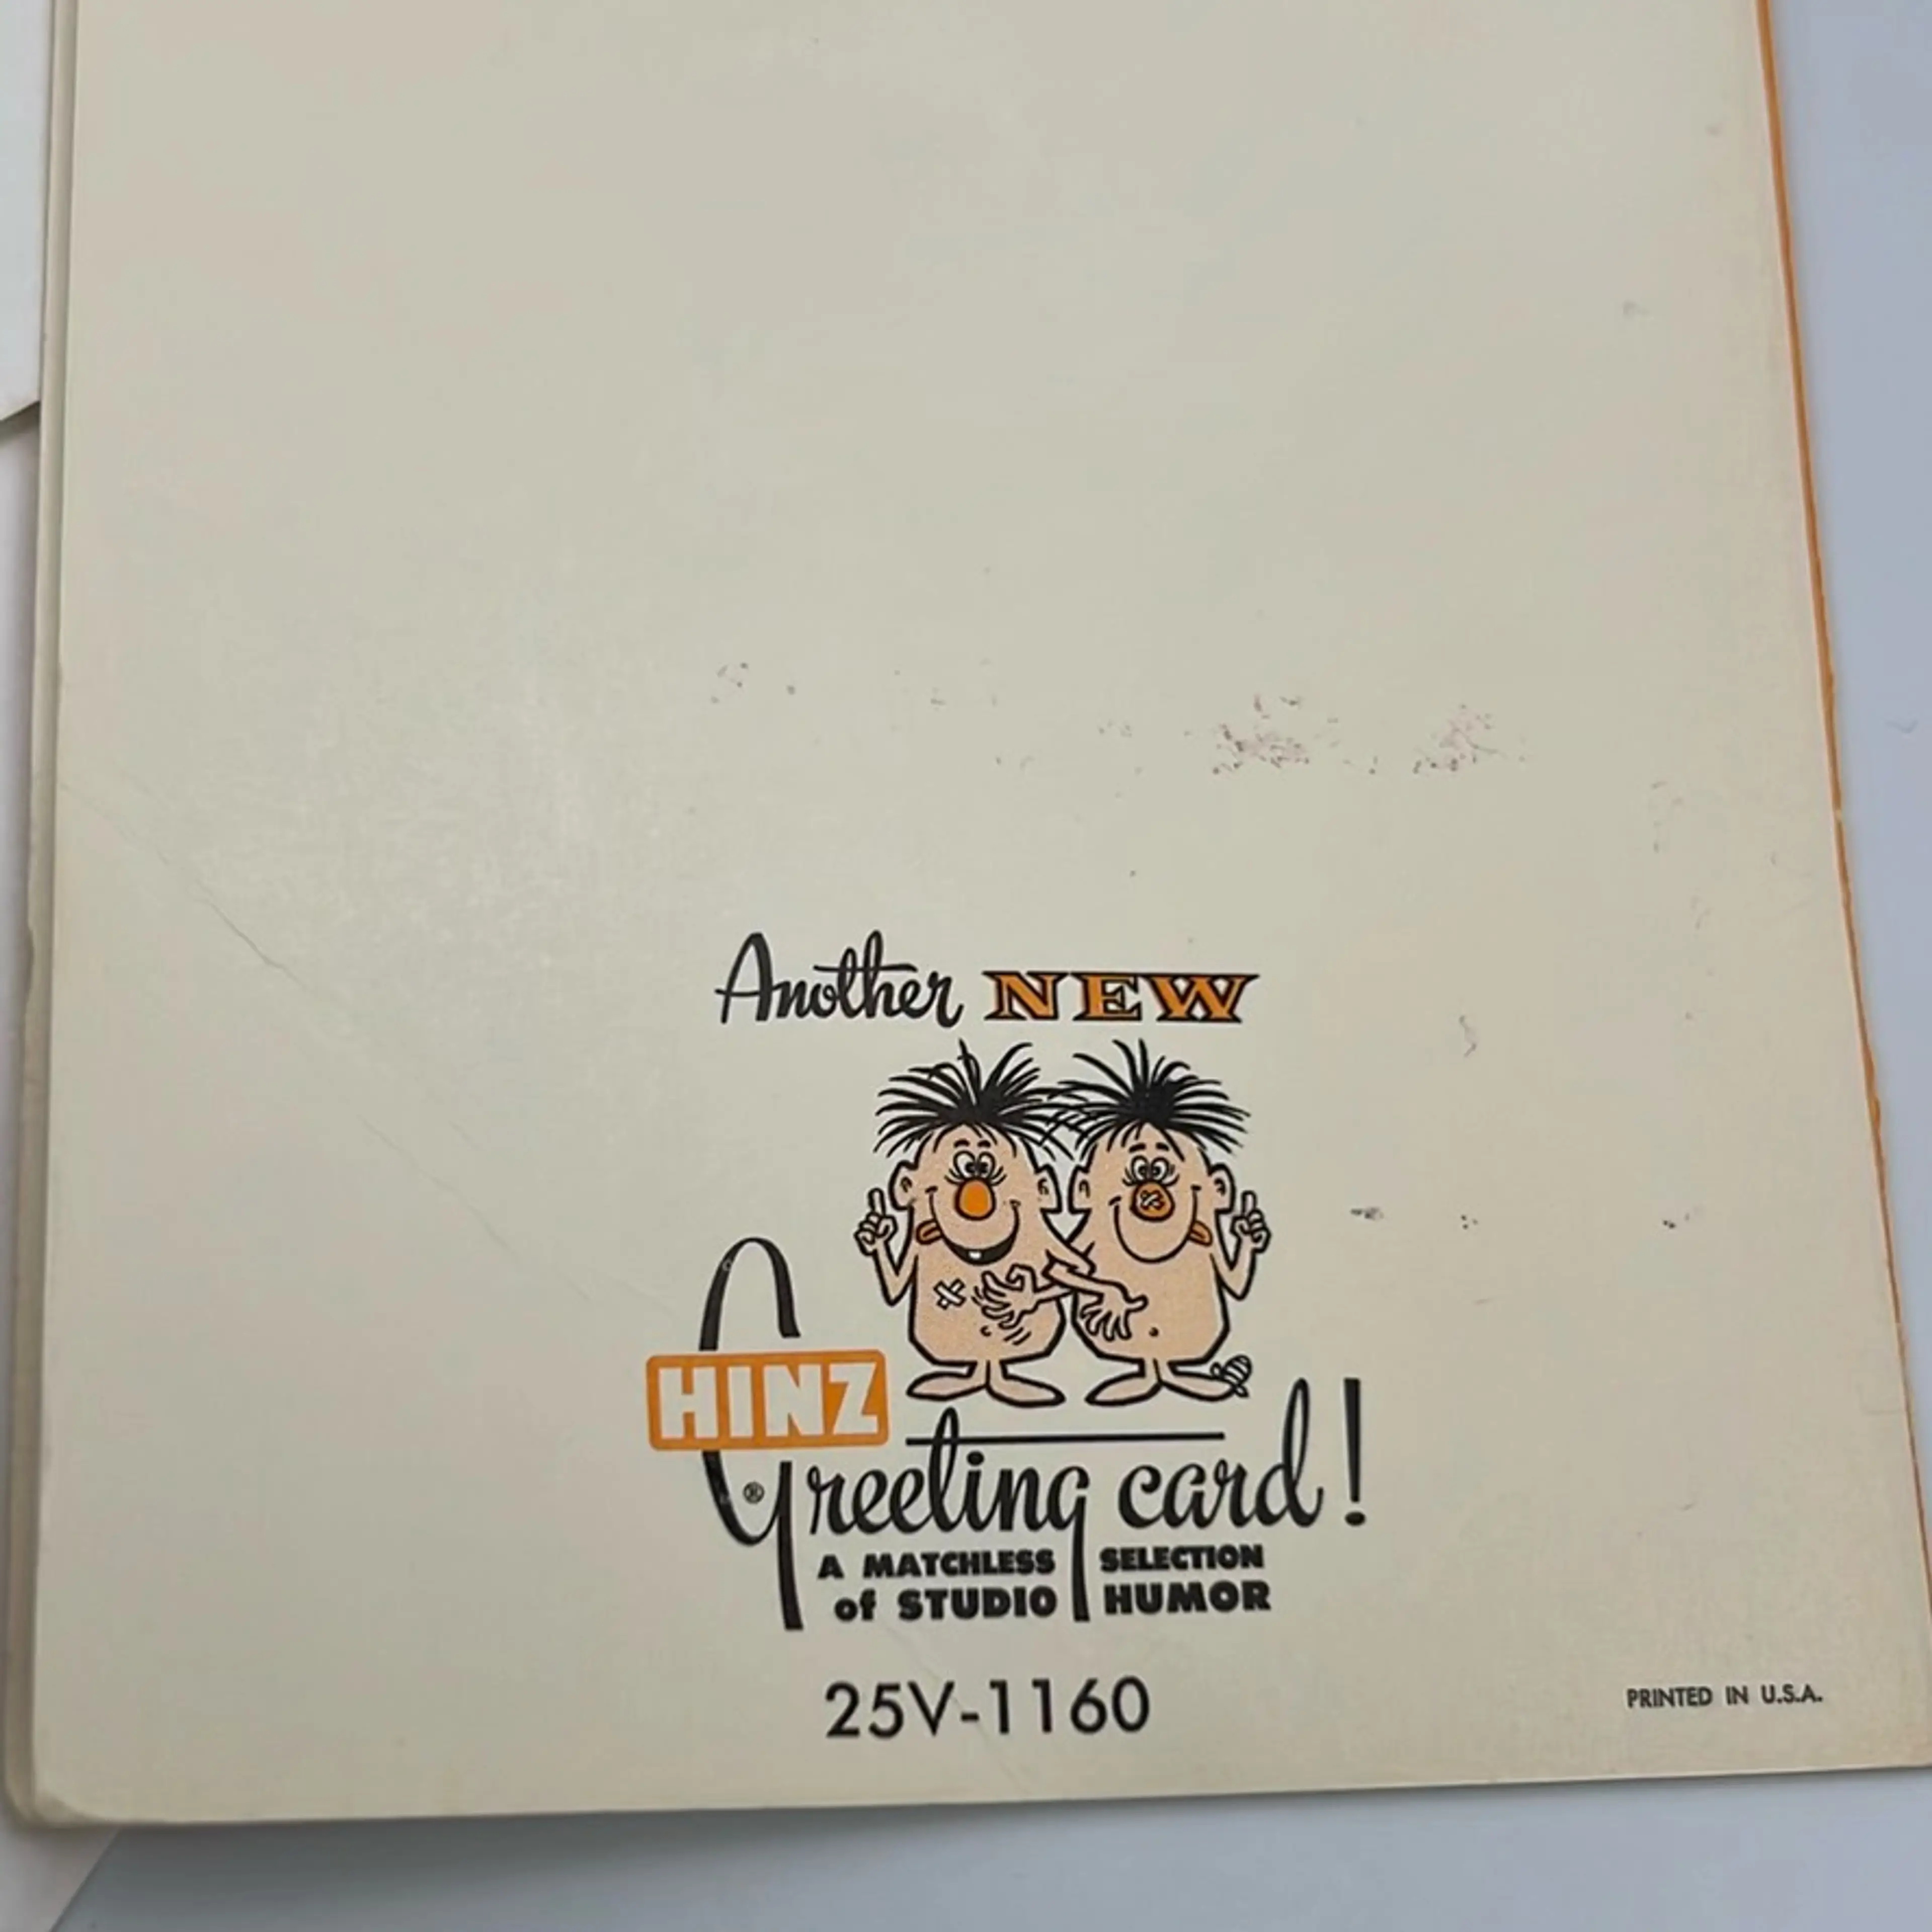 Another NEW
HINZ
® Greeting card!
A MATCHLESS SELECTION
of STUDIO HUMOR
25V-1160
PRINTED IN U.S.A.